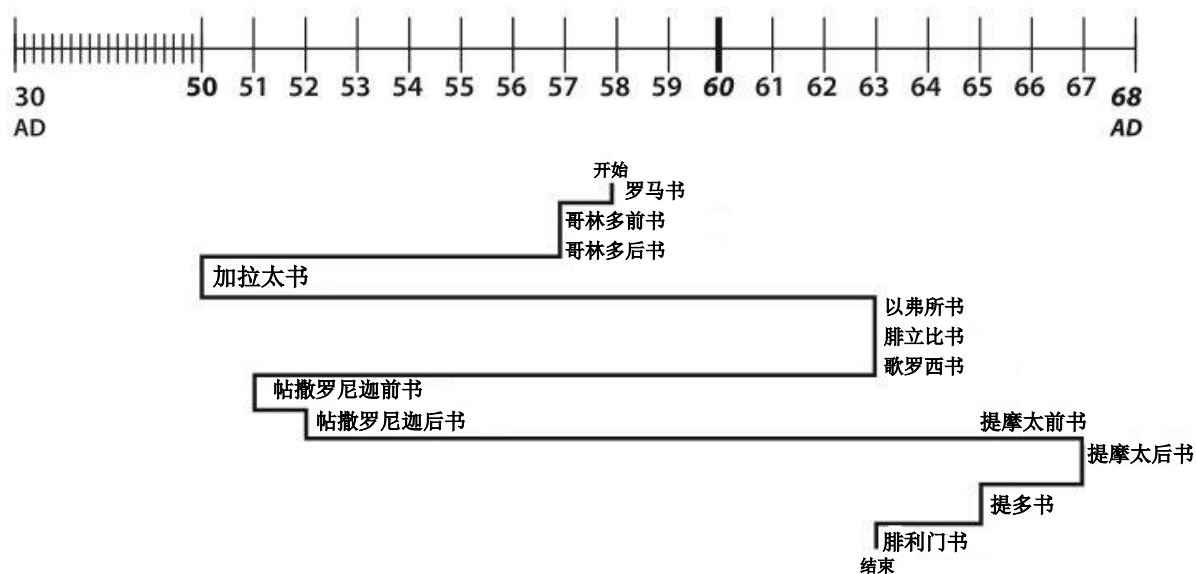 30 50 51 52 53 54 55 56 57 58 59 60 61 62 63 64 65 66 67 68
AD AD
开始
罗马书
哥林多前书
哥林多后书
加拉太书
以弗所书
腓立比书
歌罗西书
帖撒罗尼迦前书
帖撒罗尼迦后书
提摩太前书
提摩太后书
提多书
腓利门书
结束